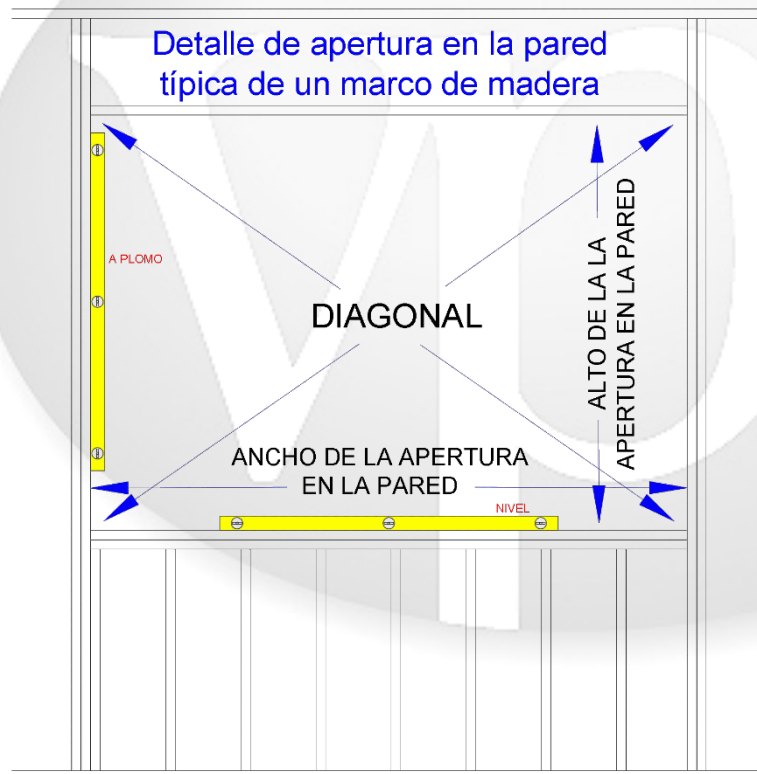 Detalle de apertura en la pared
típica de un marco de madera
A PLOMO
DIAGONAL
ALTO DE LA LA
APERTURA EN LA PARED
ANCHO DE LA APERTURA
EN LA PARED
NIVEL
vp